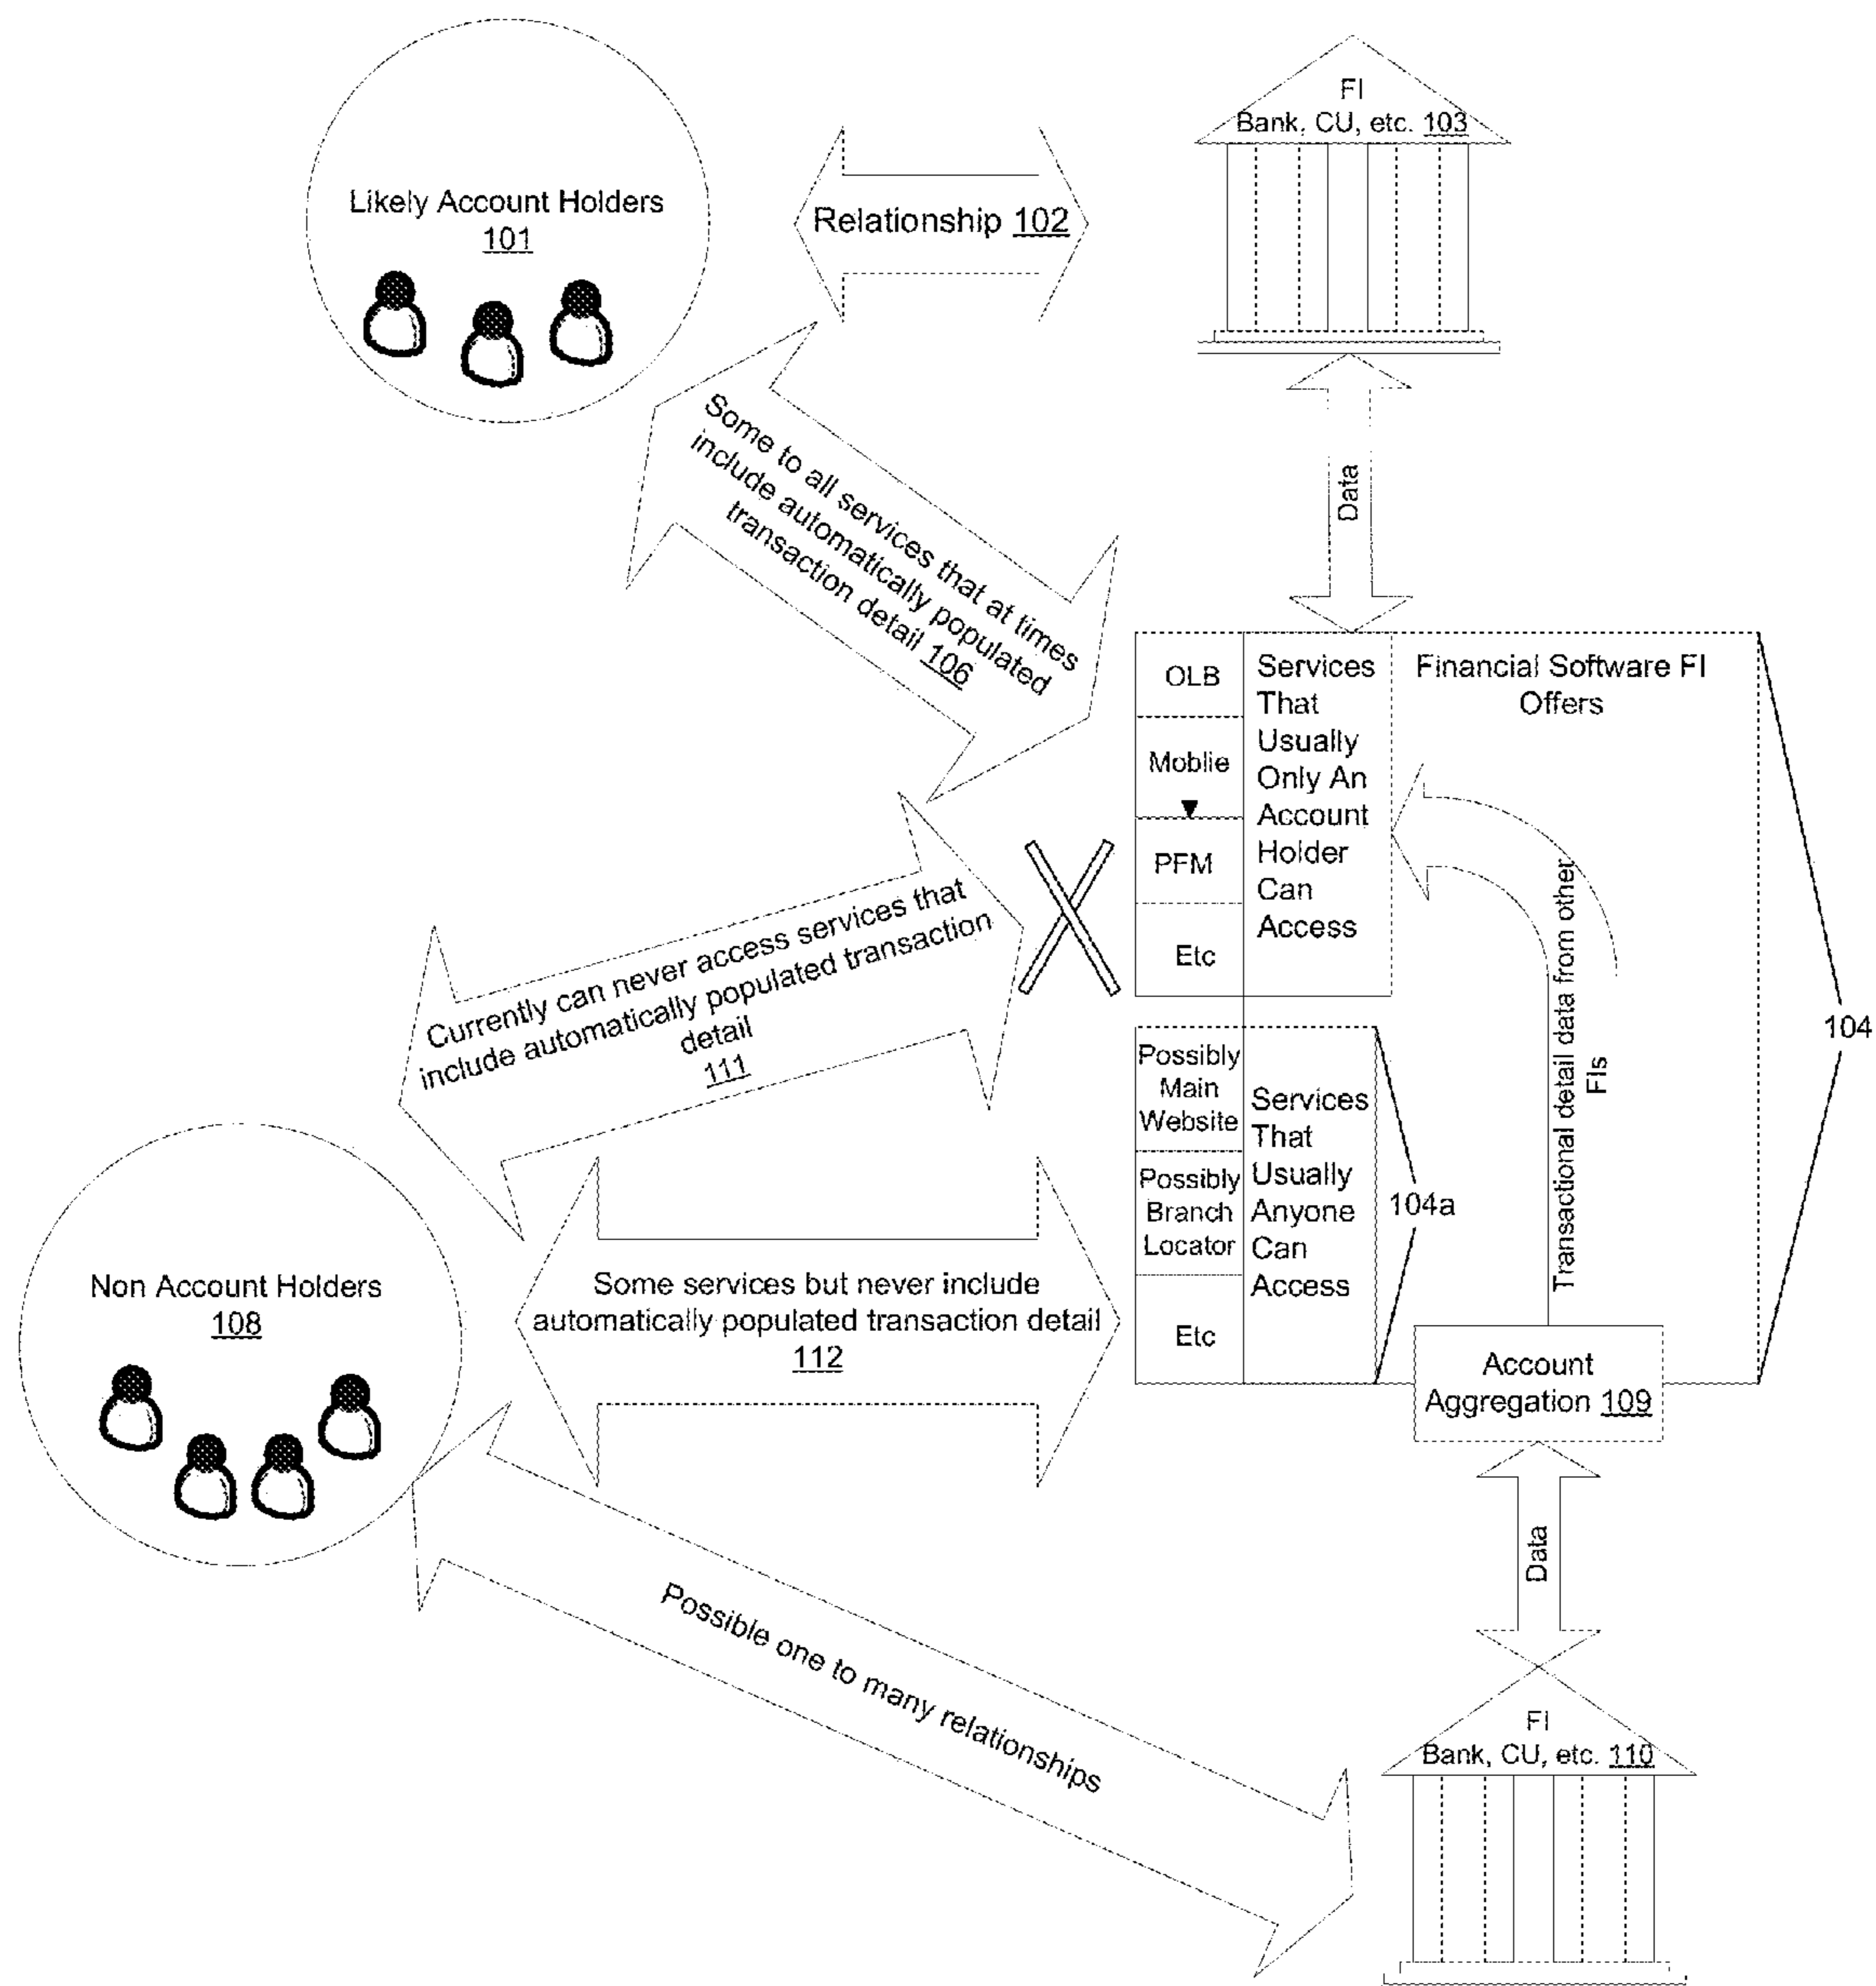 FI
Bank, CU, etc. 103
Likely Account Holders
101
Relationship 102
Some to all services that at times
include automatically populated
transaction detail 106
Data
OLB
Moblie
PFM
Etc
Services
That
Usually
Only An
Account
Holder
Can
Access
Financial Software FI
Offers
Transactional detail data from other
FIs
104
Currently can never access services that
include automatically populated transaction
detail
111
Possibly
Main
Website
Possibly
Branch
Locator
Etc
Services
That
Usually
Anyone
Can
Access
104a
Non Account Holders
108
Some services but never include
automatically populated transaction detail
112
Account
Aggregation 109
Data
Possible one to many relationships
FI
Bank, CU, etc. 110